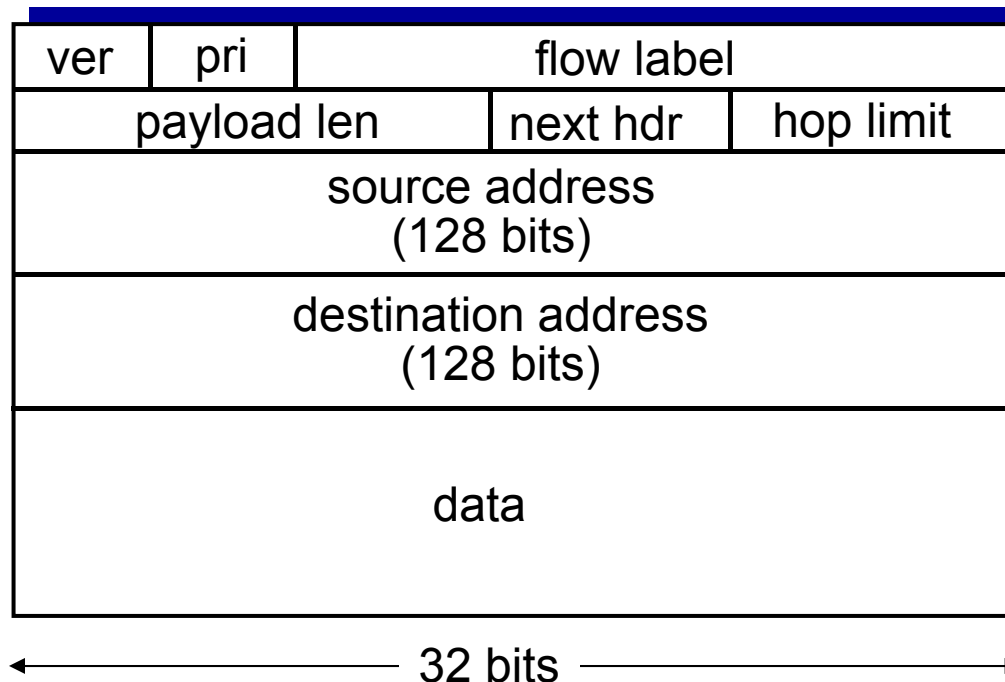 ver pri flow label
payload len next hdr hop limit
source address
(128 bits)
destination address
(128 bits)
data
32 bits